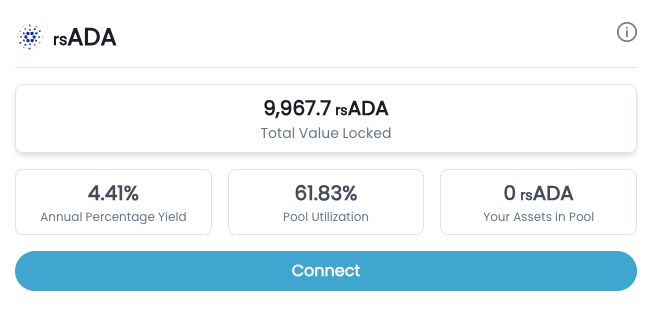 rsADA
9,967.7 rsADA
Total Value Locked
4.41%
Annual Percentage Yield
61.83%
Pool Utilization
0 rsADA
Your Assets in Pool
Connect